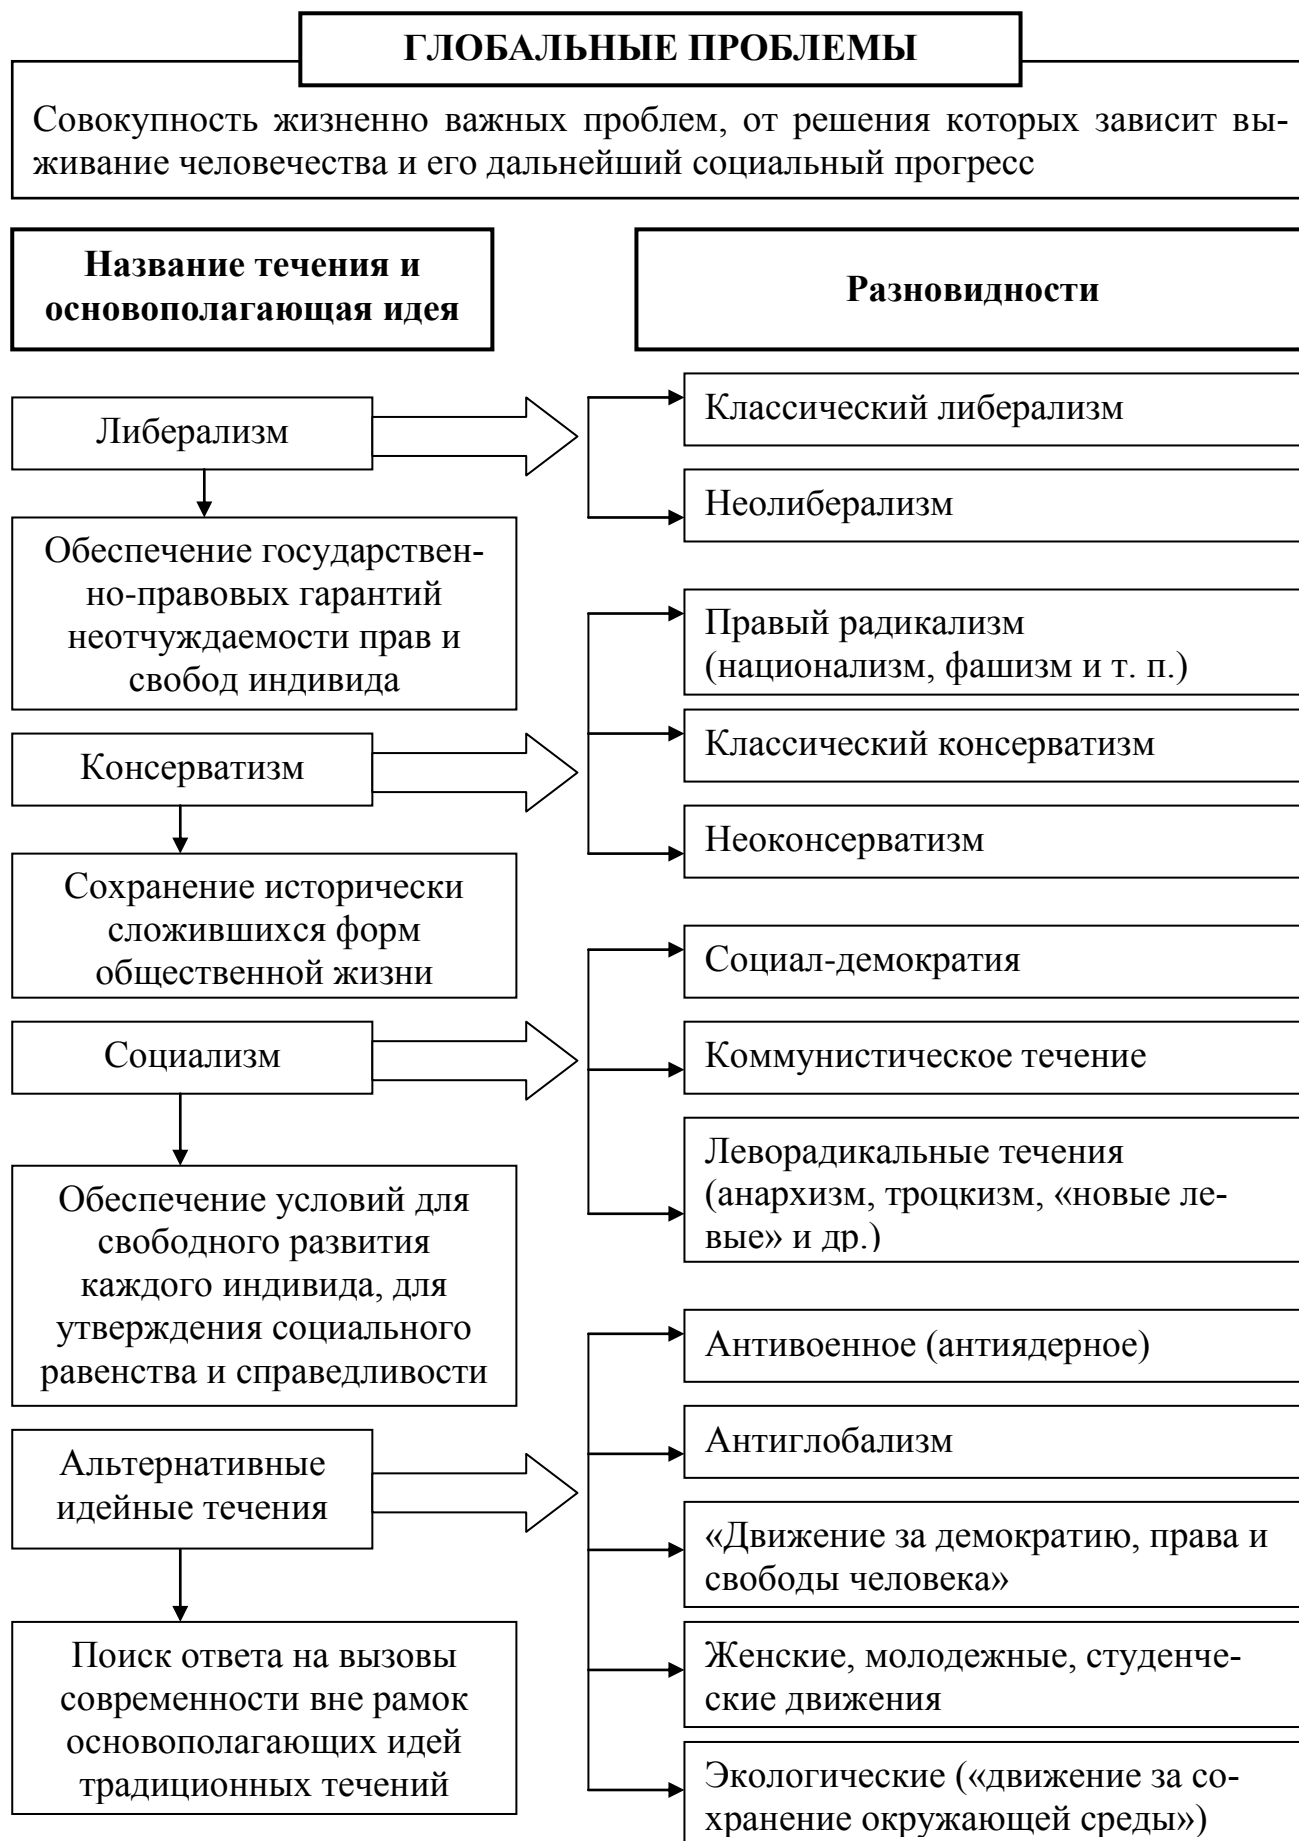 ГЛОБАЛЬНЫЕ ПРОБЛЕМЫ
Совокупность жизненно важных проблем, от решения которых зависит вы-
живание человечества и его дальнейший социальный прогресс
Название течения и
основополагающая идея
Разновидности
Либерализм
Классический либерализм
Неолиберализм
Обеспечение государствен-
но-правовых гарантий
неотчуждаемости прав и
свобод индивида
Консерватизм
Правый радикализм
(национализм, фашизм и т. п.)
Классический консерватизм
Неоконсерватизм
Сохранение исторически
сложившихся форм
общественной жизни
Социализм
Социал-демократия
Коммунистическое течение
Леворадикальные течения
(анархизм, троцкизм, «новые ле-
вые» и др.)
Обеспечение условий для
свободного развития
каждого индивида, для
утверждения социального
равенства и справедливости
Альтернативные
идейные течения
Антивоенное (антиядерное)
Антиглобализм
«Движение за демократию, права и
свободы человека»
Женские, молодежные, студенче-
ские движения
Экологические («движение за со-
хранение окружающей среды»)
Поиск ответа на вызовы
современности вне рамок
основополагающих идей
традиционных течений